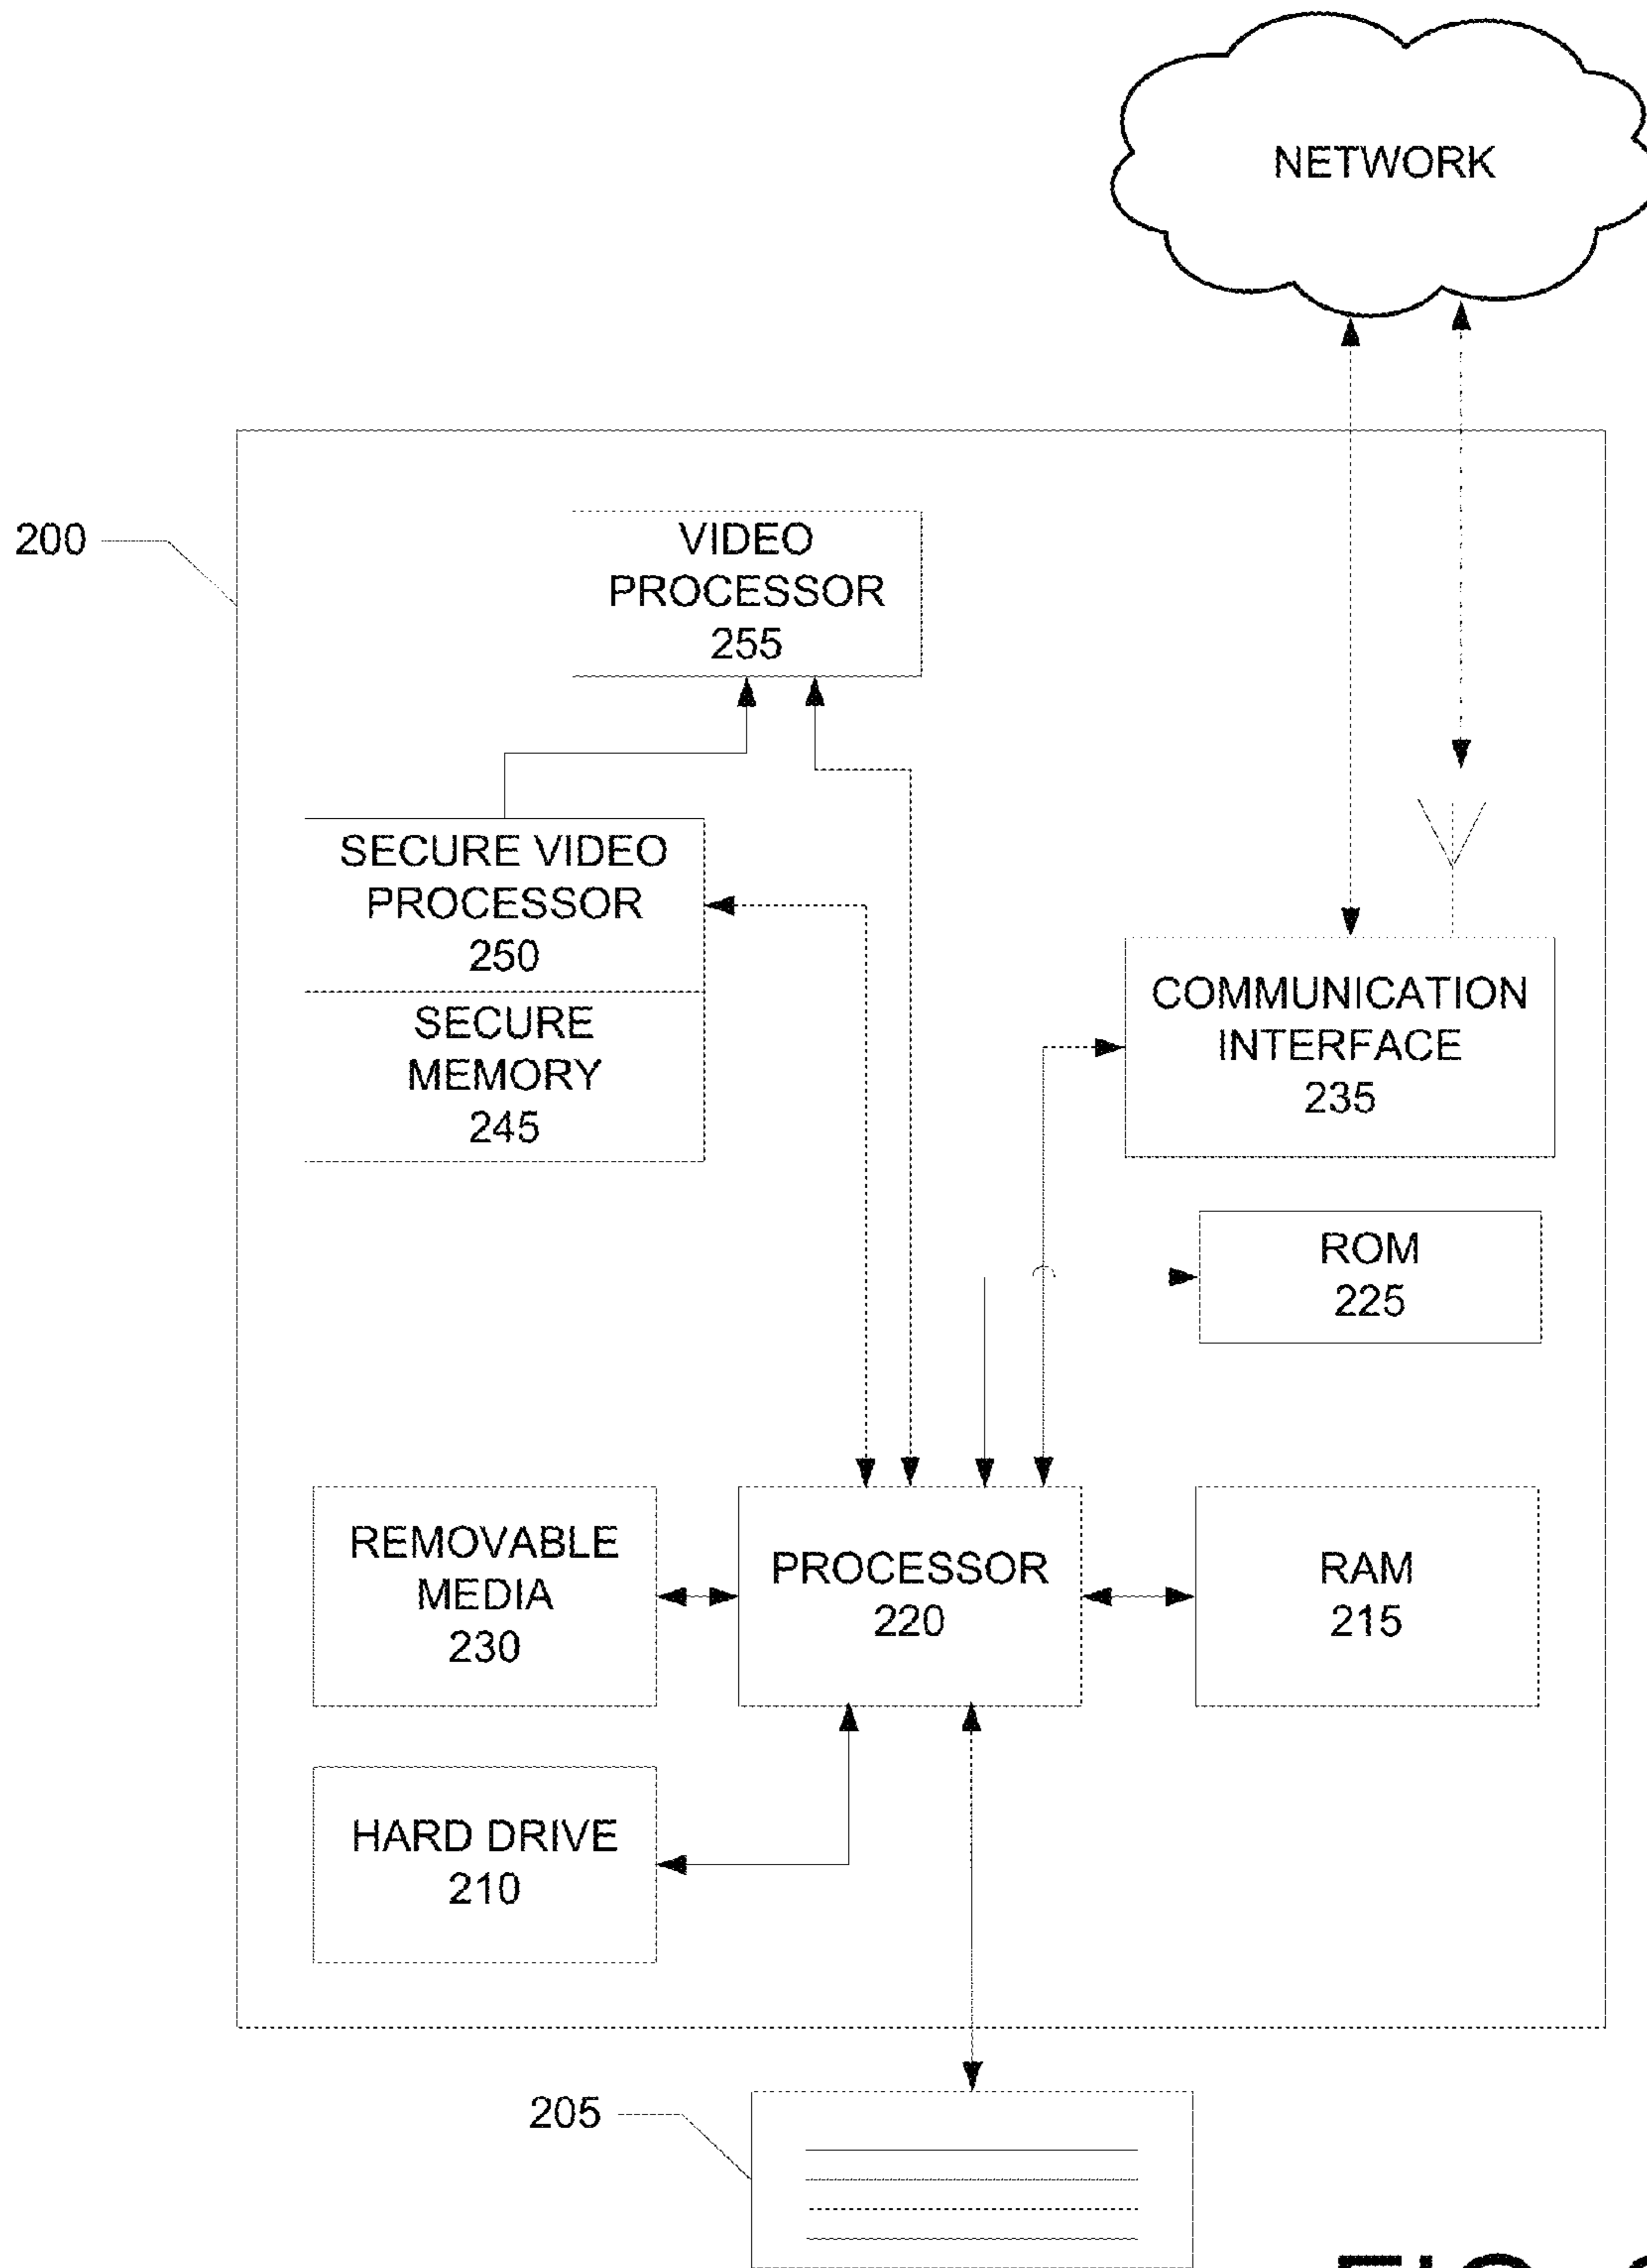 NETWORK
200
VIDEO
PROCESSOR
255
SECURE VIDEO
PROCESSOR
250
SECURE
MEMORY
245
COMMUNICATION
INTERFACE
235
ROM
225
REMOVABLE
MEDIA
230
PROCESSOR
220
RAM
215
HARD DRIVE
210
205